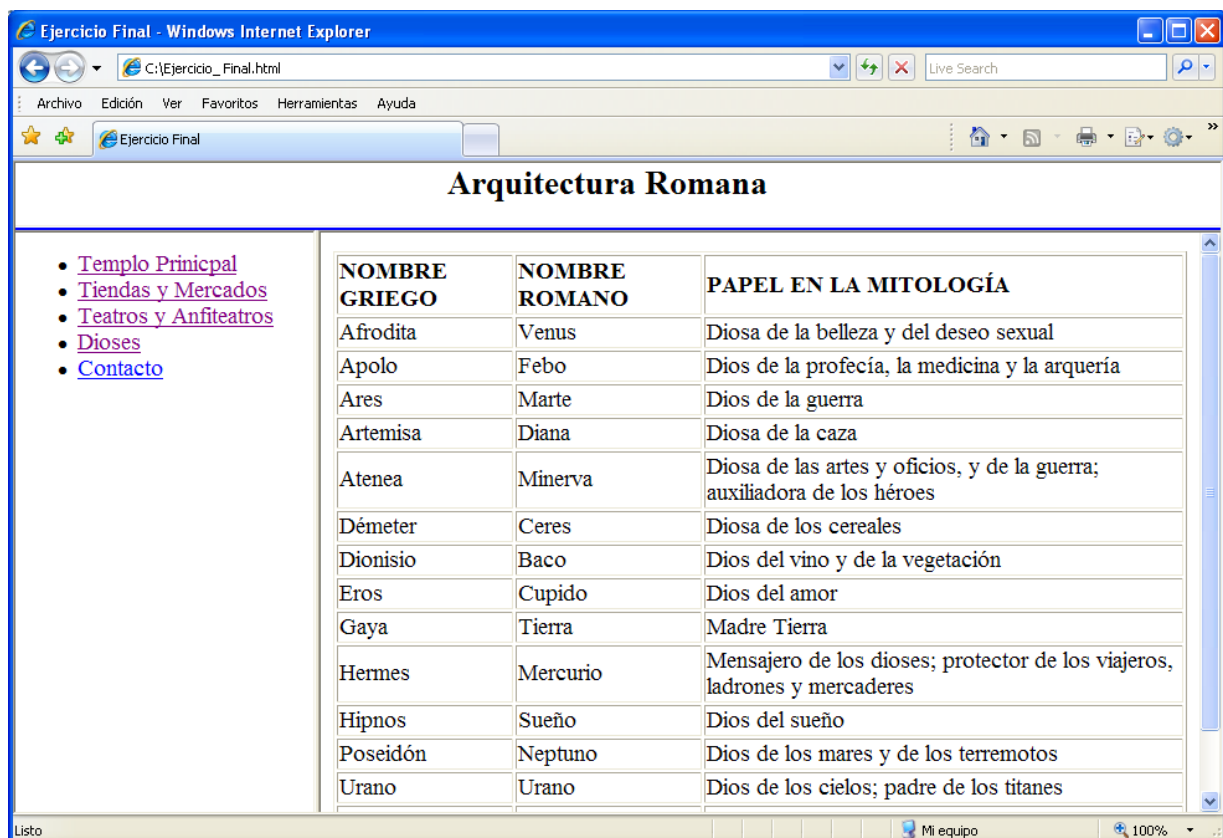 Ejercicio Final - Windows Internet Explorer
C:\Ejercicio_ Final.html
Live Search
Archivo Edición Ver Favoritos Herramientas Ayuda
Ejercicio Final
Arquitectura Romana
Templo Prinicpal
Tiendas y Mercados
Teatros y Anfiteatros
Dioses
Contacto
NOMBRE GRIEGO NOMBRE ROMANO PAPEL EN LA MITOLOGÍA
Afrodita Venus Diosa de la belleza y del deseo sexual
Apolo Febo Dios de la profecía, la medicina y la arquería
Ares Marte Dios de la guerra
Artemisa Diana Diosa de la caza
Atenea Minerva Diosa de las artes y oficios, y de la guerra;
auxiliadora de los héroes
Démeter Ceres Diosa de los cereales
Dionisio Baco Dios del vino y de la vegetación
Eros Cupido Dios del amor
Gaya Tierra Madre Tierra
Hermes Mercurio Mensajero de los dioses; protector de los viajeros,
ladrones y mercaderes
Hipnos Sueño Dios del sueño
Poseidón Neptuno Dios de los mares y de los terremotos
Urano Urano Dios de los cielos; padre de los titanes
Listo Mi equipo 100%